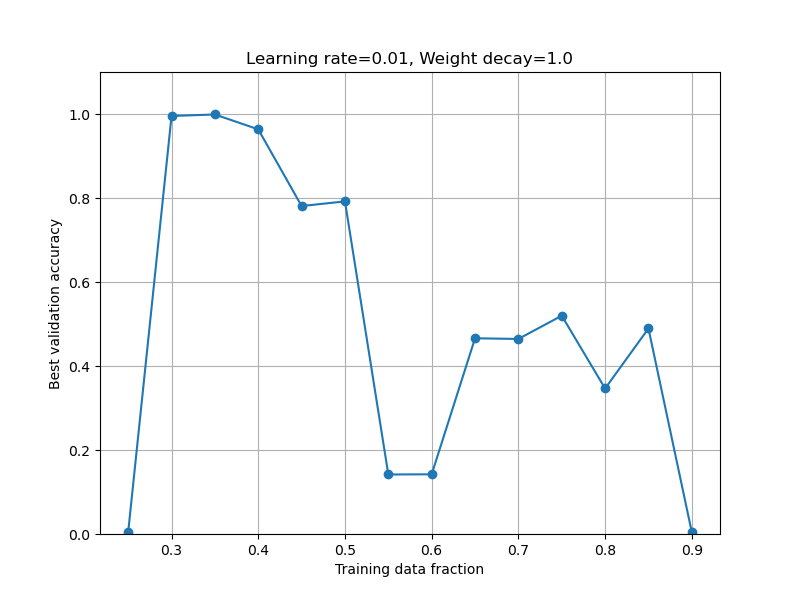 Learning rate=0.01, Weight decay=1.0
1.0
0.8
0.6
0.4
0.2
0.0
Best validation accuracy
0.3 0.4 0.5 0.6 0.7 0.8 0.9
Training data fraction